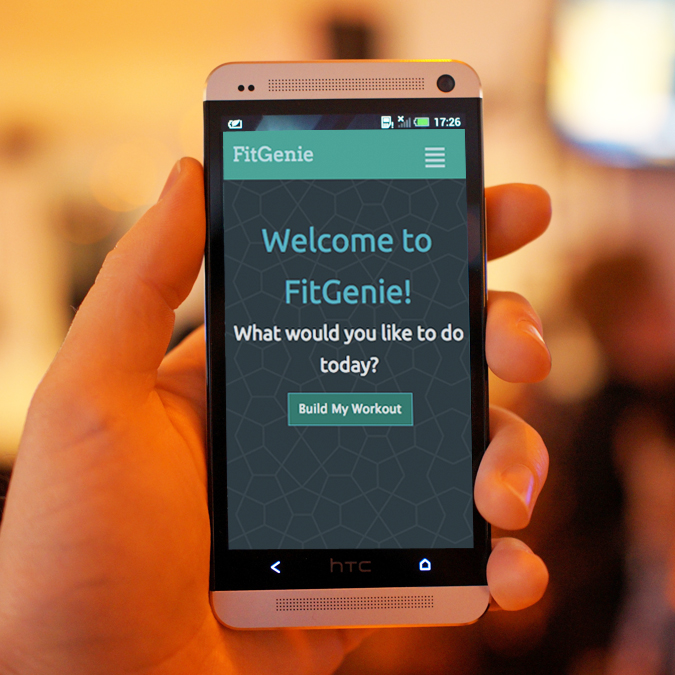 17:26
FitGenie
Welcome to
FitGenie!
What would you like to do
today?
Build My Workout
hTC